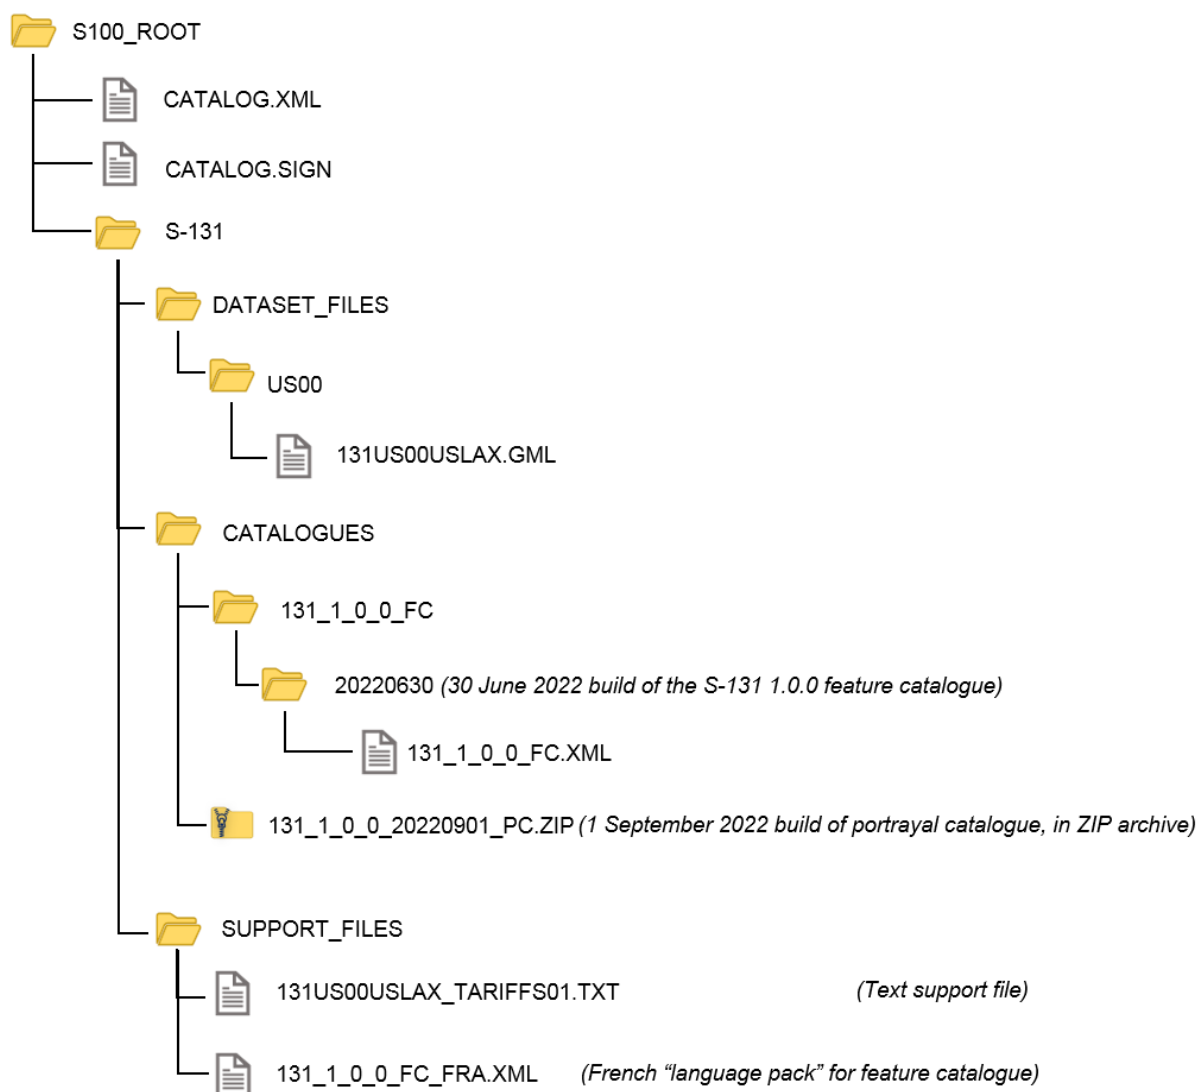 S100_ROOT
CATALOG.XML
CATALOG.SIGN
S-131
DATASET_FILES
US00
131US00USLAX.GML
CATALOGUES
131_1_0_0_FC
20220630 (30 June 2022 build of the S-131 1.0.0 feature catalogue)
131_1_0_0_FC.XML
131_1_0_0_20220901_PC.ZIP (1 September 2022 build of portrayal catalogue, in ZIP archive)
SUPPORT_FILES
131US00USLAX_TARIFFS01.TXT (Text support file)
131_1_0_0_FC_FRA.XML (French “language pack” for feature catalogue)